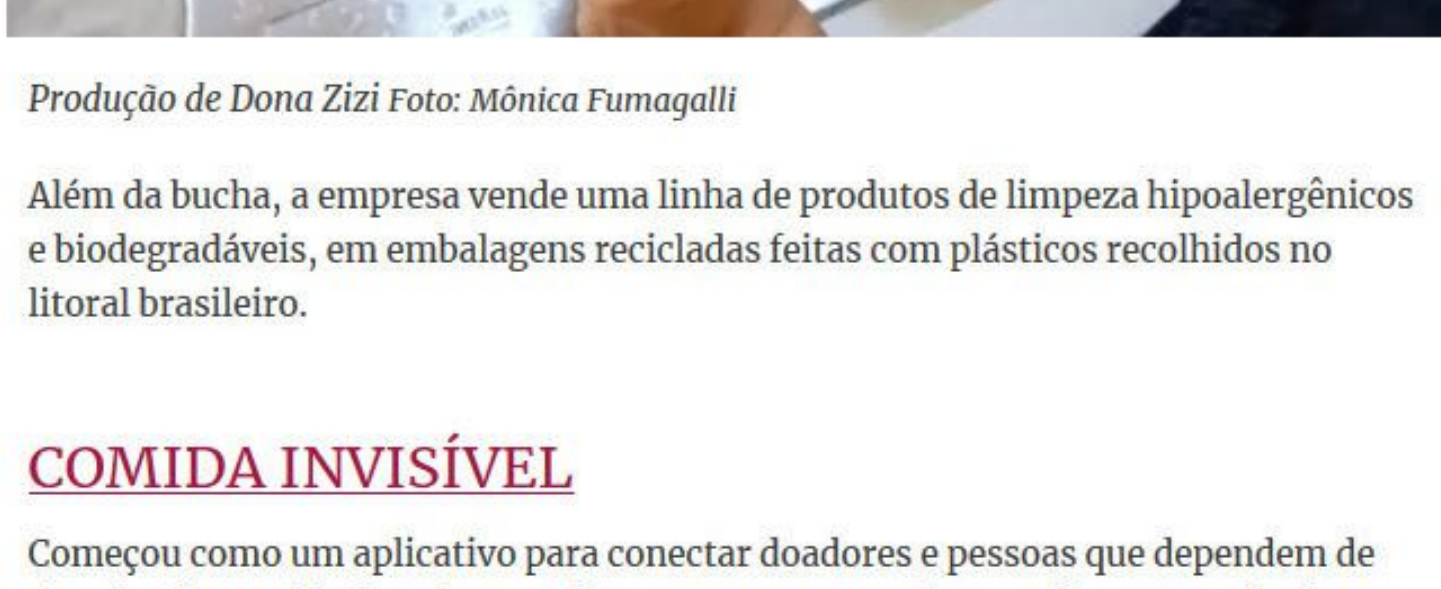 Produção de Dona Zizi Foto: Mônica Fumagalli
Além da bucha, a empresa vende uma linha de produtos de limpeza hipoalergênicos
e biodegradáveis, em embalagens recicladas feitas com plásticos recolhidos no
litoral brasileiro.
COMIDA INVISÍVEL
Começou como um aplicativo para conectar doadores e pessoas que dependem de